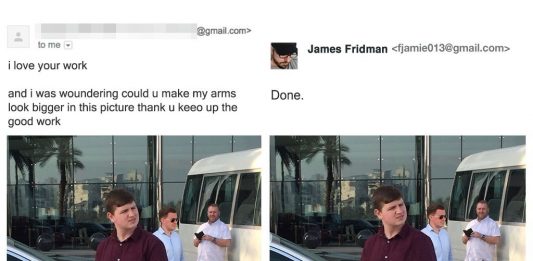 @gmail.com>
to me
i love your work
and i was woundering could u make my arms
look bigger in this picture thank u keeo up the
good work
James Fridman <fjamie013@gmail.com>
Done.